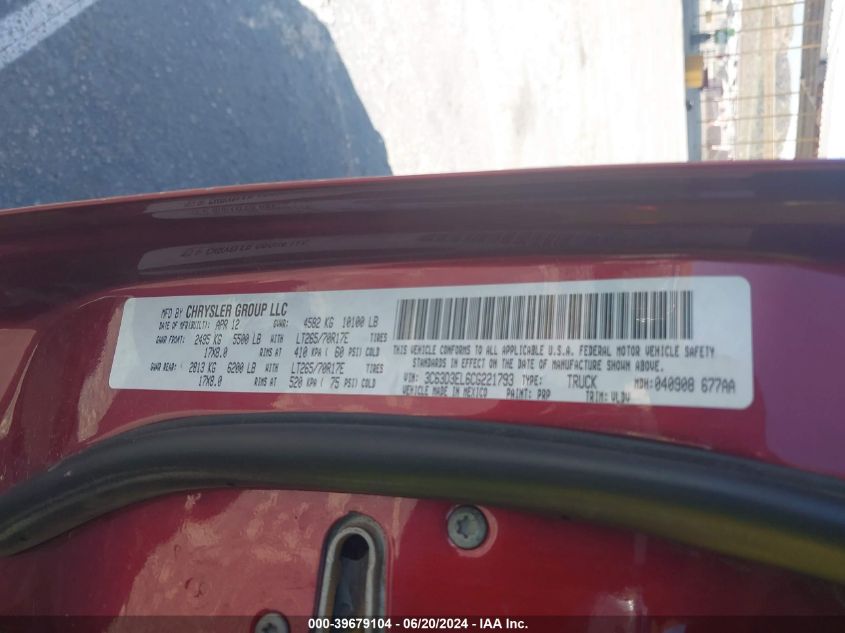 MFD BY CHRYSLER GROUP LLC
DATE OF MFR(BUILT): APR 12 GVWR: 4582 KG 10100 LB
GAWR FRONT: 2495 KG 5500 LB WITH LT265/70R17E TIRES
17X8.0 RIMS AT 410 KPA ( 60 PSI) COLD
GAWR REAR: 2813 KG 6200 LB WITH LT265/70R17E TIRES
17X8.0 RIMS AT 520 KPA ( 75 PSI) COLD
THIS VEHICLE CONFORMS TO ALL APPLICABLE U.S.A. FEDERAL MOTOR VEHICLE SAFETY
STANDARDS IN EFFECT ON THE DATE OF MANUFACTURE SHOWN ABOVE.
VIN: 3C63D3EL6CG221793 TYPE: TRUCK MDH: 040908 677AA
VEHICLE MADE IN MEXICO PAINT: PRP TRIM: VLDV
000-39679104 - 06/20/2024 - IAA Inc.